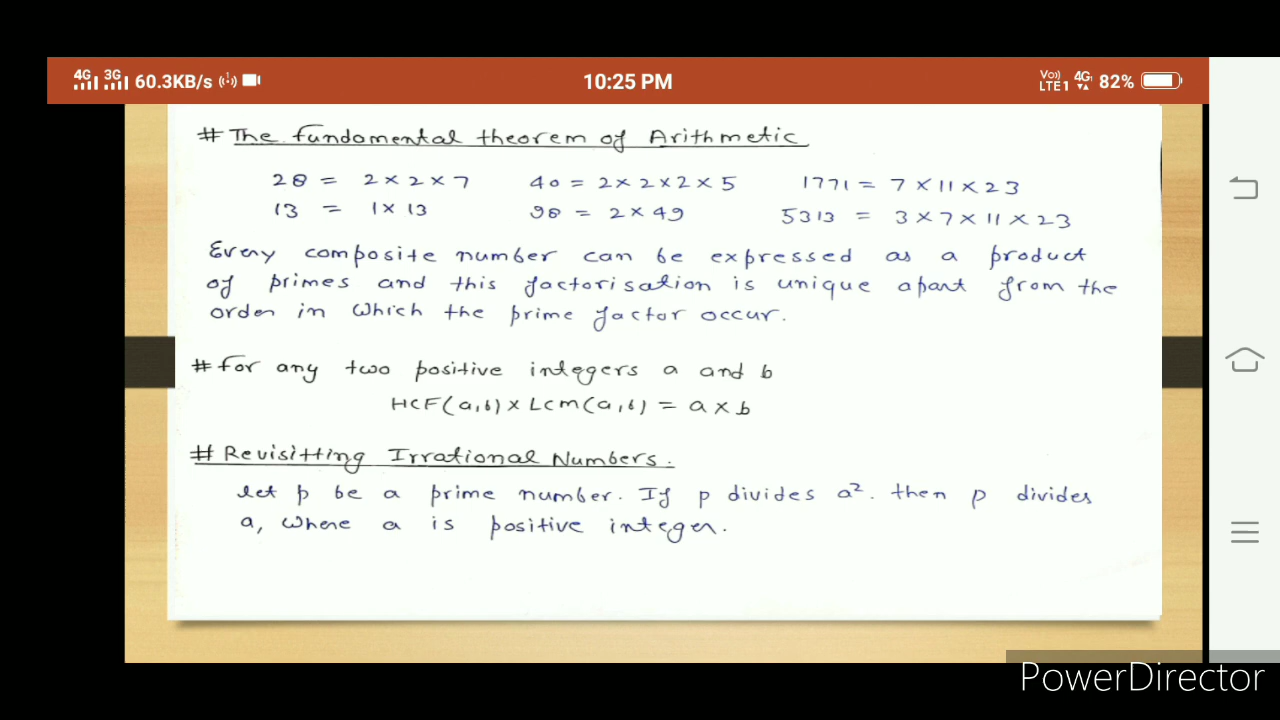 4G 3G 60.3KB/s 10:25 PM Vo) LTE1 4G 82%
# The fundomental theorem of Arithmetic
28 = 2×2×7 40 = 2×2×2×5 1771 = 7×11×23
13 = 1×13 98 = 2×49 5313 = 3×7×11×23
Every composite number can be expressed as a product
of primes and this factorisation is unique apart from the
order in which the prime factor occur.
# for any two positive integers a and b
HCF(a,b)×Lcm(a,b) = a×b
# Revisitting Irrational Numbers.
let p be a prime number. If p divides a². then p divides
a, where a is positive integer.
PowerDirector